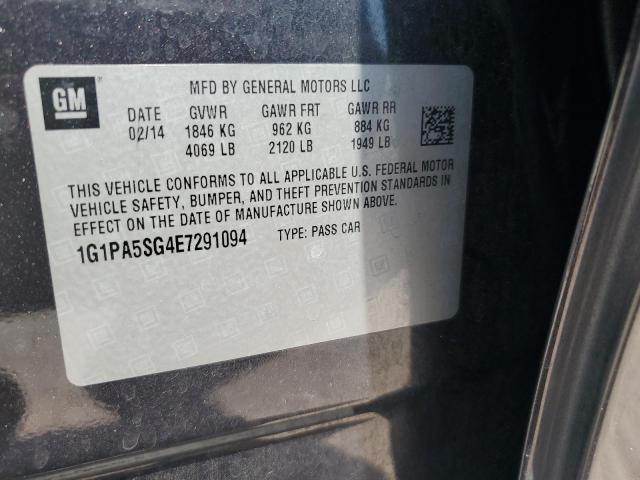 GM
MFD BY GENERAL MOTORS LLC
DATE GVWR GAWR FRT GAWR RR
02/14 1846 KG 962 KG 884 KG
4069 LB 2120 LB 1949 LB
THIS VEHICLE CONFORMS TO ALL APPLICABLE U.S. FEDERAL MOTOR
VEHICLE SAFETY, BUMPER, AND THEFT PREVENTION STANDARDS IN
EFFECT ON THE DATE OF MANUFACTURE SHOWN ABOVE.
1G1PA5SG4E7291094 TYPE: PASS CAR